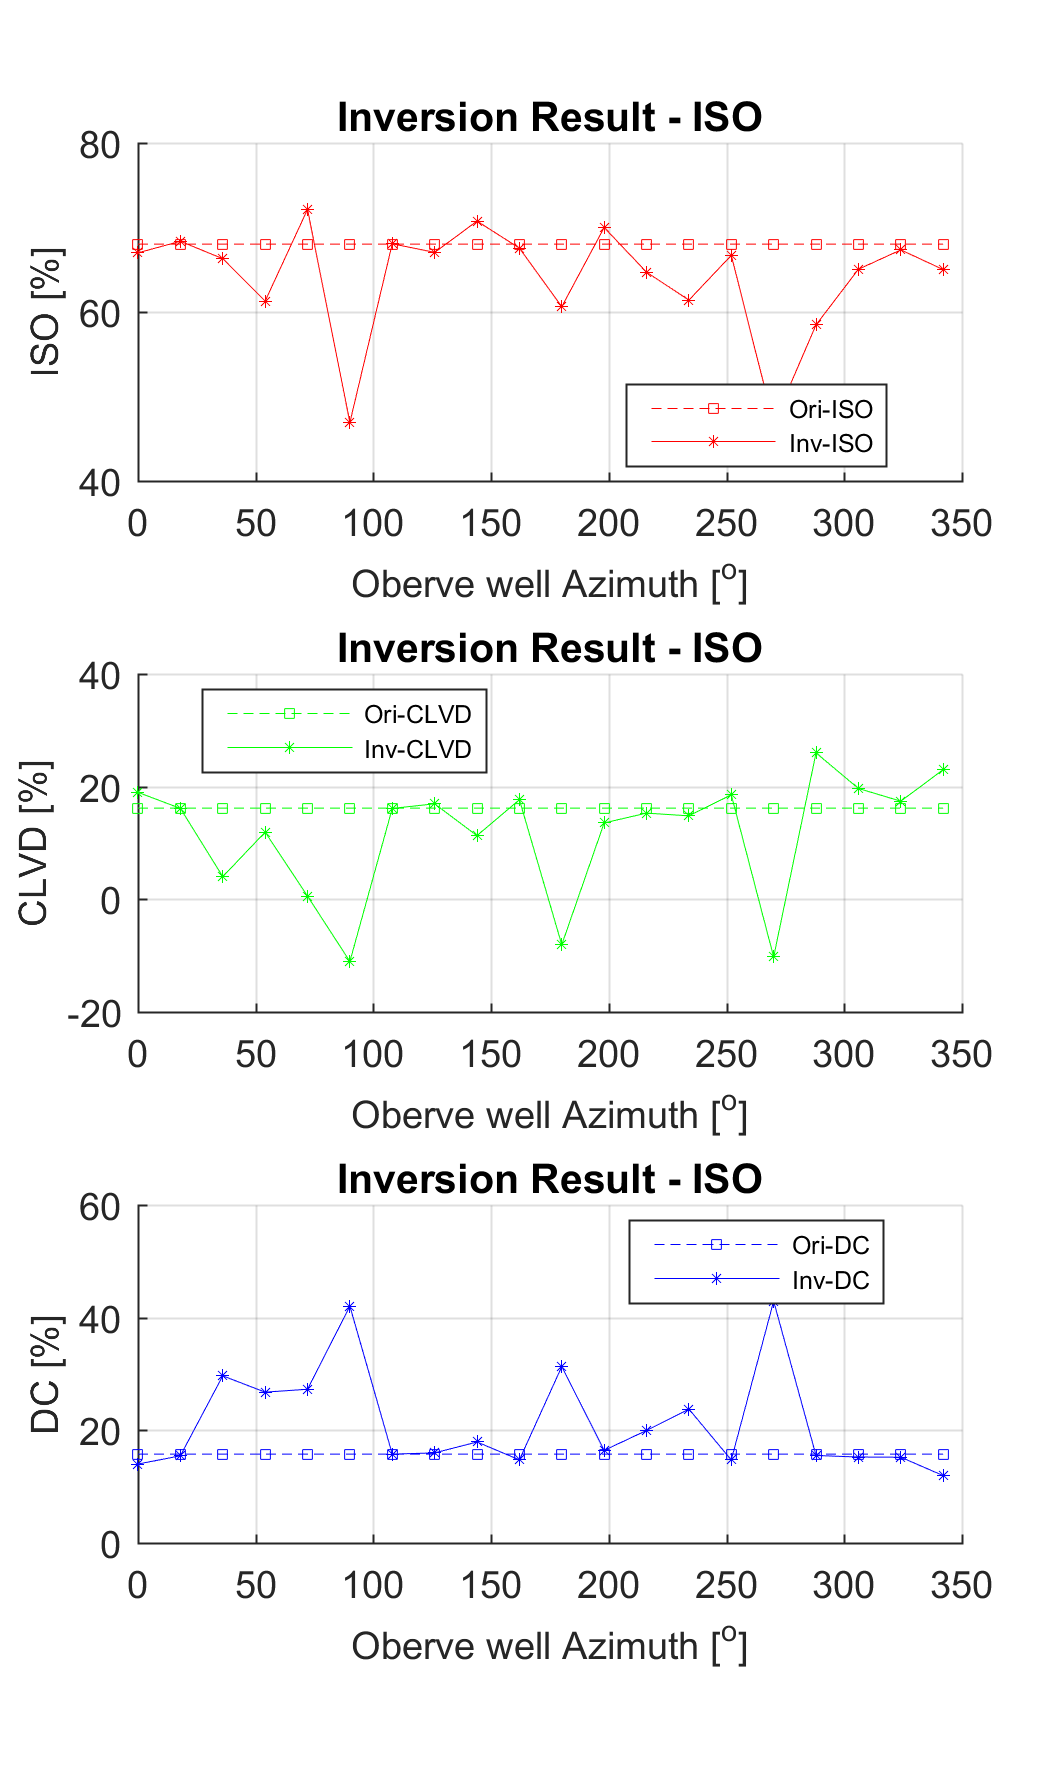 Inversion Result - ISO
80
60
40
ISO [%]
Ori-ISO
Inv-ISO
0 50 100 150 200 250 300 350
Oberve well Azimuth [o]
Inversion Result - ISO
40
20
0
-20
CLVD [%]
Ori-CLVD
Inv-CLVD
0 50 100 150 200 250 300 350
Oberve well Azimuth [o]
Inversion Result - ISO
60
40
20
0
DC [%]
Ori-DC
Inv-DC
0 50 100 150 200 250 300 350
Oberve well Azimuth [o]